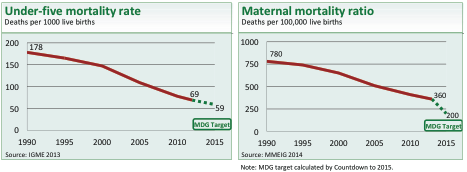 Under-five mortality rate
Deaths per 1000 live births
200
178
150
100
69
59
50
MDG Target
0
1990 1995 2000 2005 2010 2015
Source: IGME 2013
Maternal mortality ratio
Deaths per 100,000 live births
1000
780
750
500
360
250
200
MDG Target
0
1990 1995 2000 2005 2010 2015
Source: MMEIG 2014
Note: MDG target calculated by Countdown to 2015.